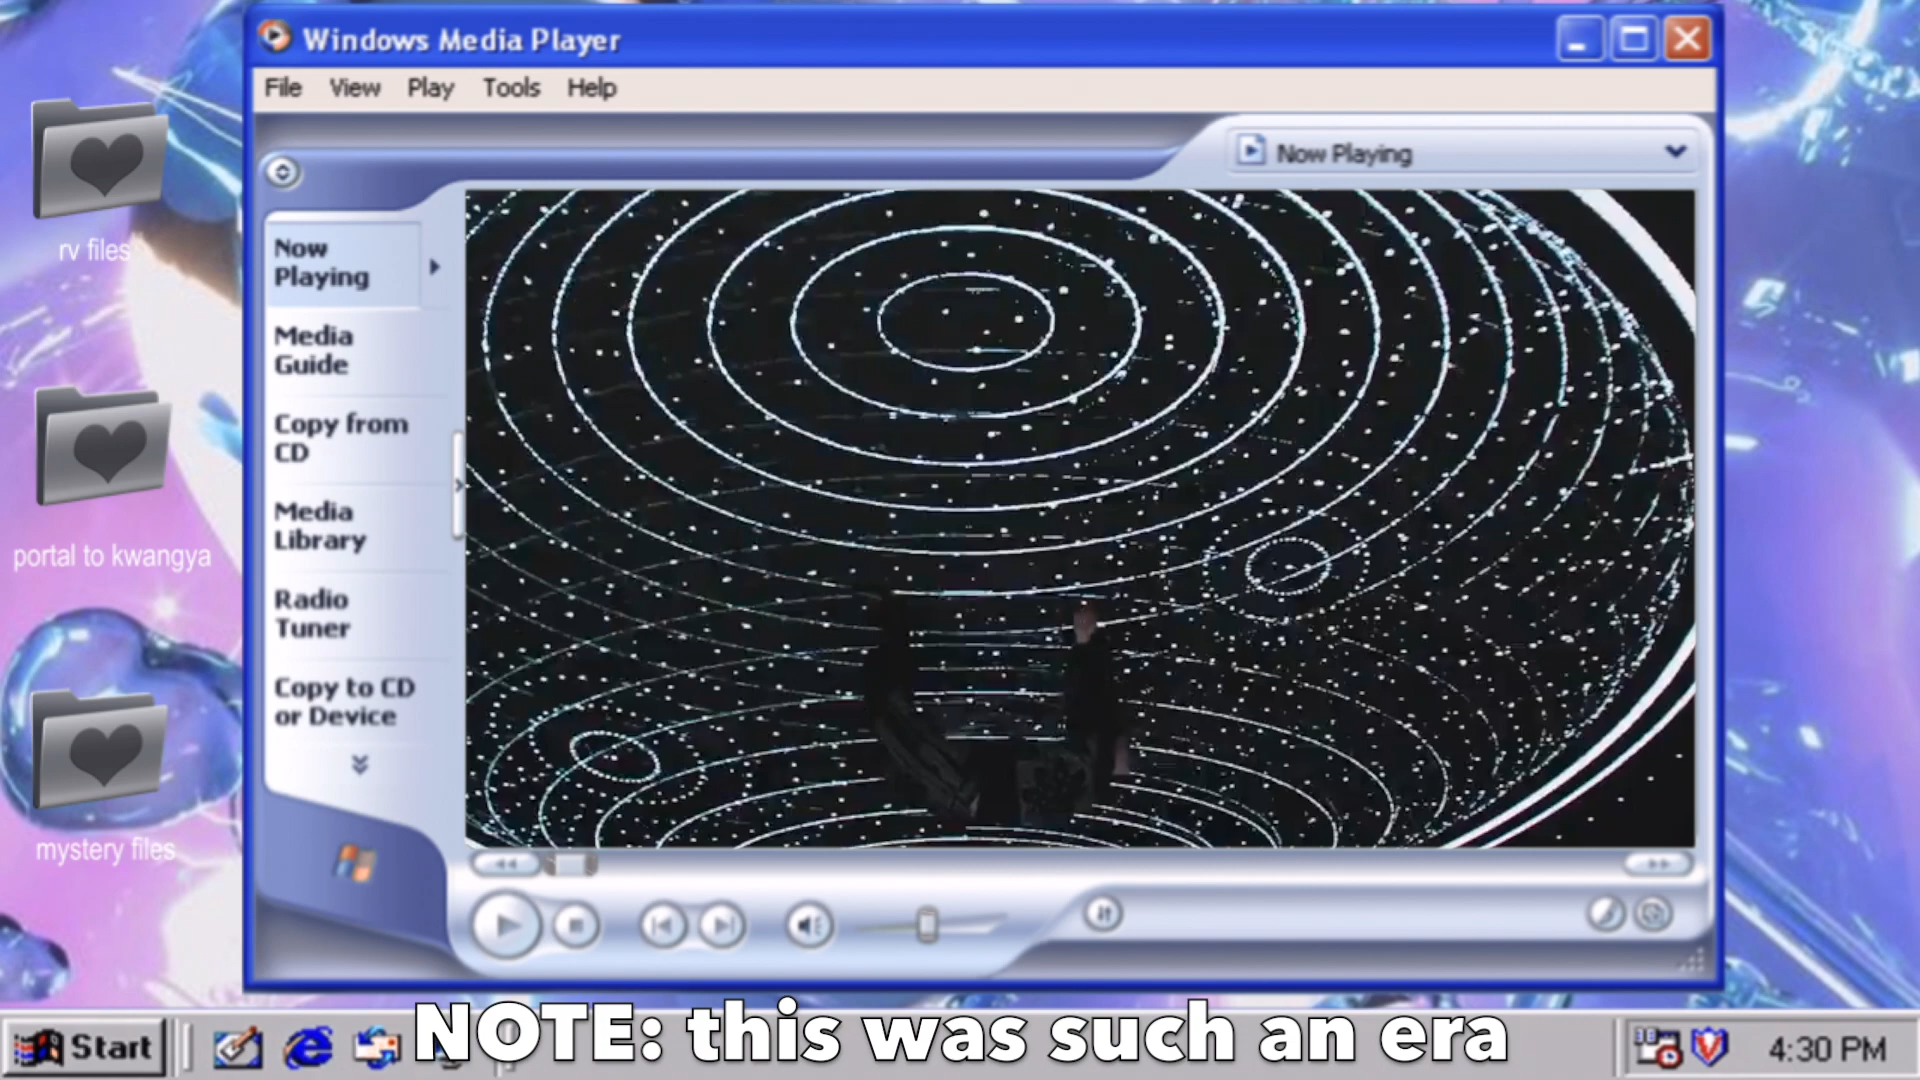 Windows Media Player
File View Play Tools Help
Now Playing
Now
Playing
Media
Guide
Copy from
CD
Media
Library
Radio
Tuner
Copy to CD
or Device
rv files
portal to kwangya
mystery files
NOTE: this was such an era
Start
4:30 PM